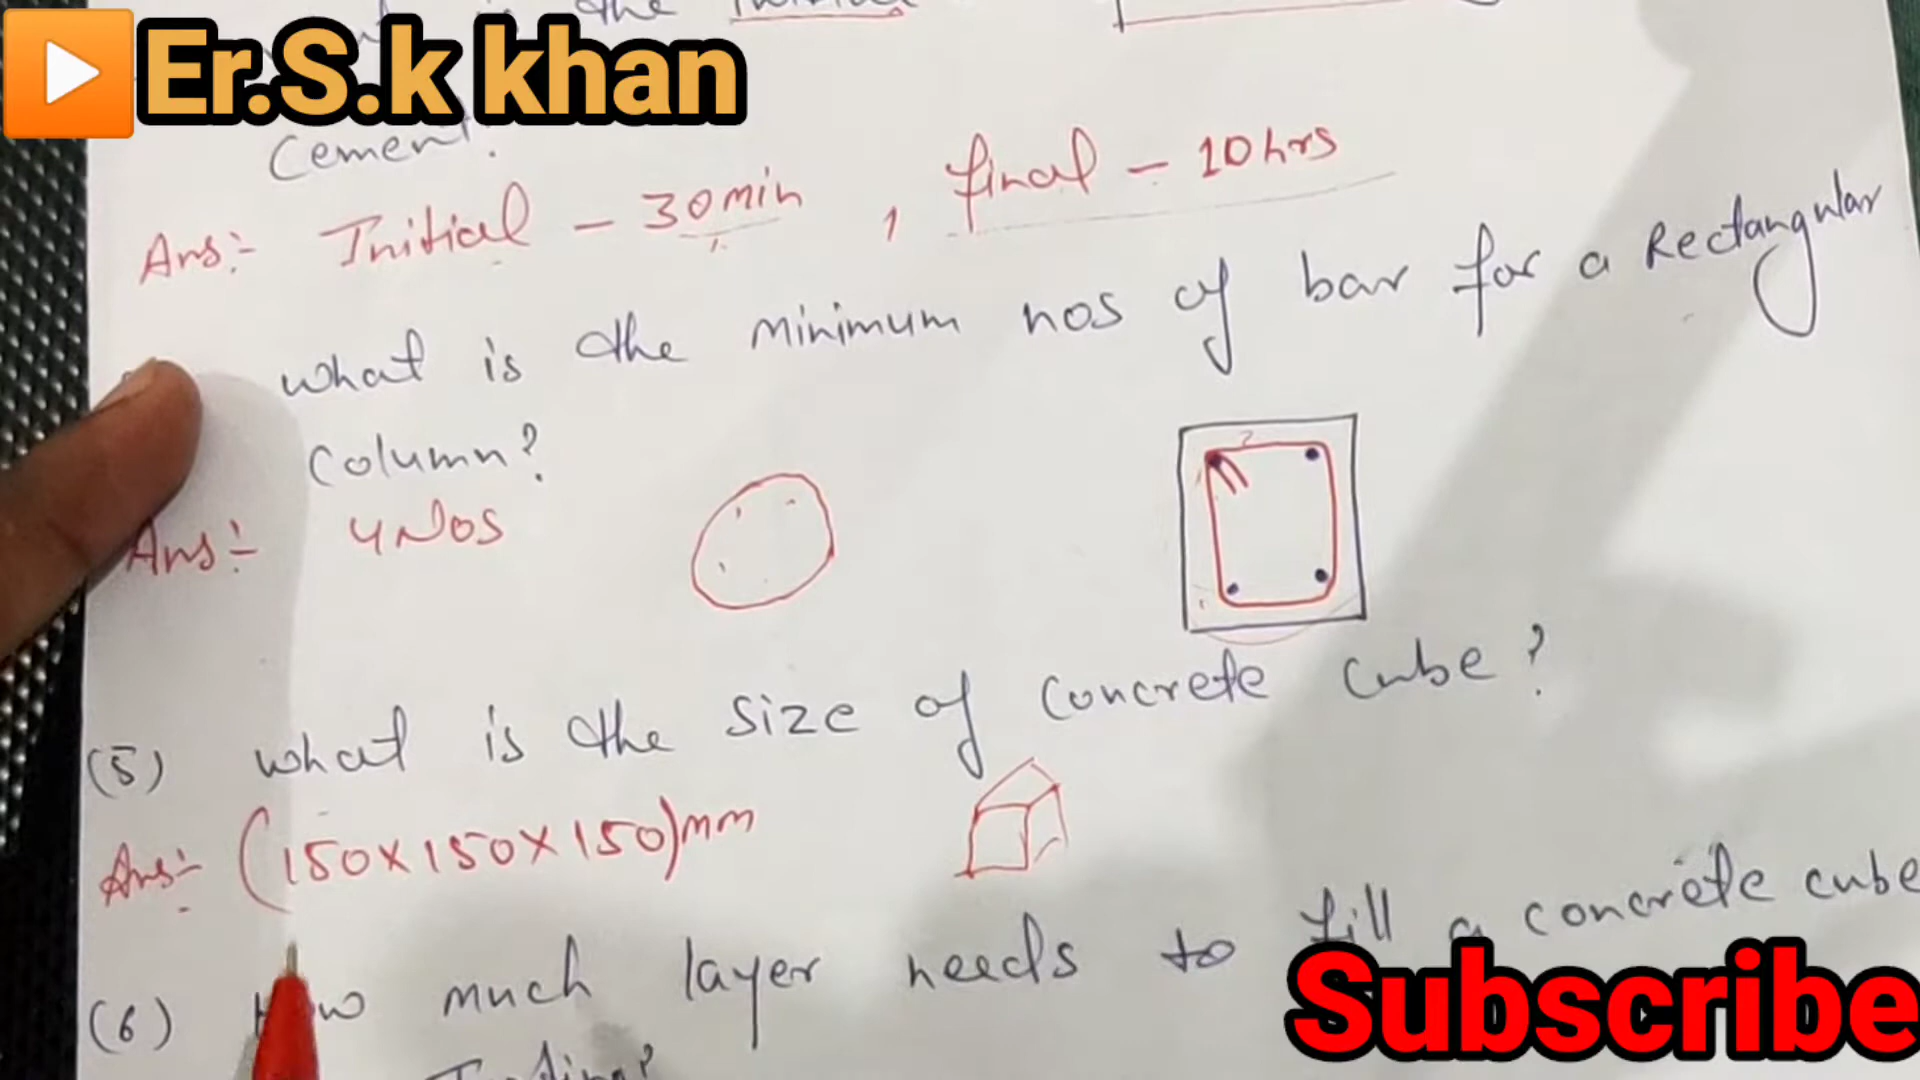 the
Er.S.k khan
Cement.
Ans:- Initial - 30min , final - 10hrs
what is the minimum nos of bar for a Rectangular
column?
Ans:- 4Nos
(5) what is the size of concrete cube?
Ans:- (150x150x150)mm
(6) How much layer needs to fill a concrete cube
Subscribe